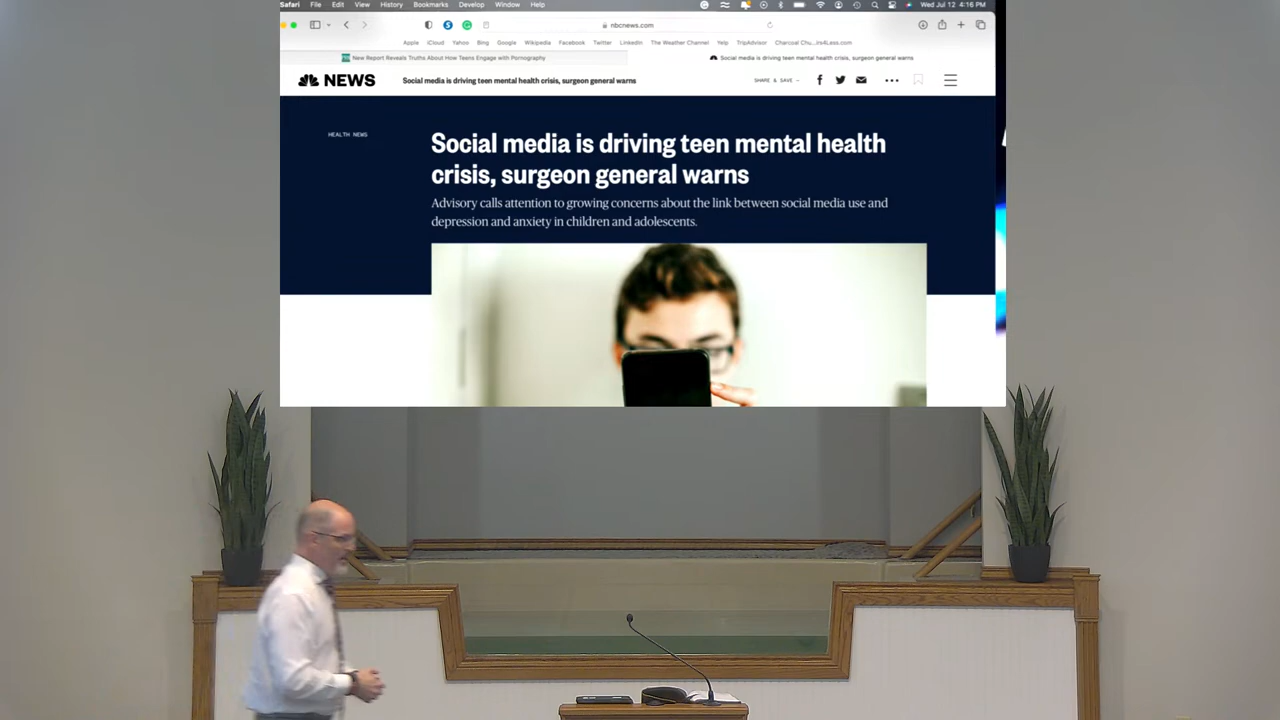 Safari File Edit View History Bookmarks Develop Window Help Wed Jul 12 4:16 PM
nbcnews.com
Apple iCloud Yahoo Bing Google Wikipedia Facebook Twitter LinkedIn The Weather Channel Yelp TripAdvisor Charcoal Chu...irs4Less.com
New Report Reveals Truths About How Teens Engage with Pornography Social media is driving teen mental health crisis, surgeon general warns
NEWS Social media is driving teen mental health crisis, surgeon general warns SHARE & SAVE
HEALTH NEWS
Social media is driving teen mental health
crisis, surgeon general warns
Advisory calls attention to growing concerns about the link between social media use and
depression and anxiety in children and adolescents.